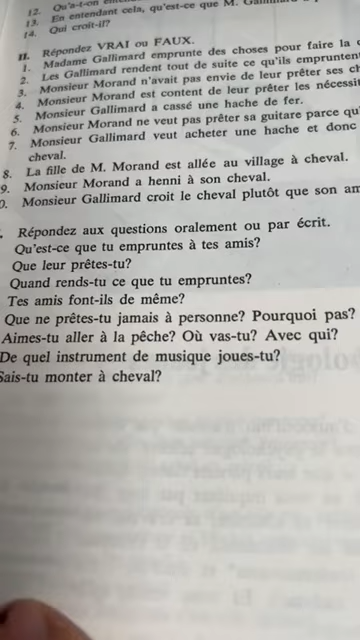 12. Qu'a-t-on
13. En entendant cela, qu'est-ce que M.
14. Qui croit-il?
II. Répondez VRAI ou FAUX.
1. Madame Gallimard emprunte des choses pour faire la
2. Les Gallimard rendent tout de suite ce qu'ils emprunten
3. Monsieur Morand n'avait pas envie de leur prêter ses ch
4. Monsieur Morand est content de leur prêter les nécessit
5. Monsieur Gallimard a cassé une hache de fer.
6. Monsieur Morand ne veut pas prêter sa guitare parce qu'
7. Monsieur Gallimard veut acheter une hache et donc
cheval.
8. La fille de M. Morand est allée au village à cheval.
9. Monsieur Morand a henni à son cheval.
0. Monsieur Gallimard croit le cheval plutôt que son am
. Répondez aux questions oralement ou par écrit.
Qu'est-ce que tu empruntes à tes amis?
Que leur prêtes-tu?
Quand rends-tu ce que tu empruntes?
Tes amis font-ils de même?
Que ne prêtes-tu jamais à personne? Pourquoi pas?
Aimes-tu aller à la pêche? Où vas-tu? Avec qui?
De quel instrument de musique joues-tu?
Sais-tu monter à cheval?